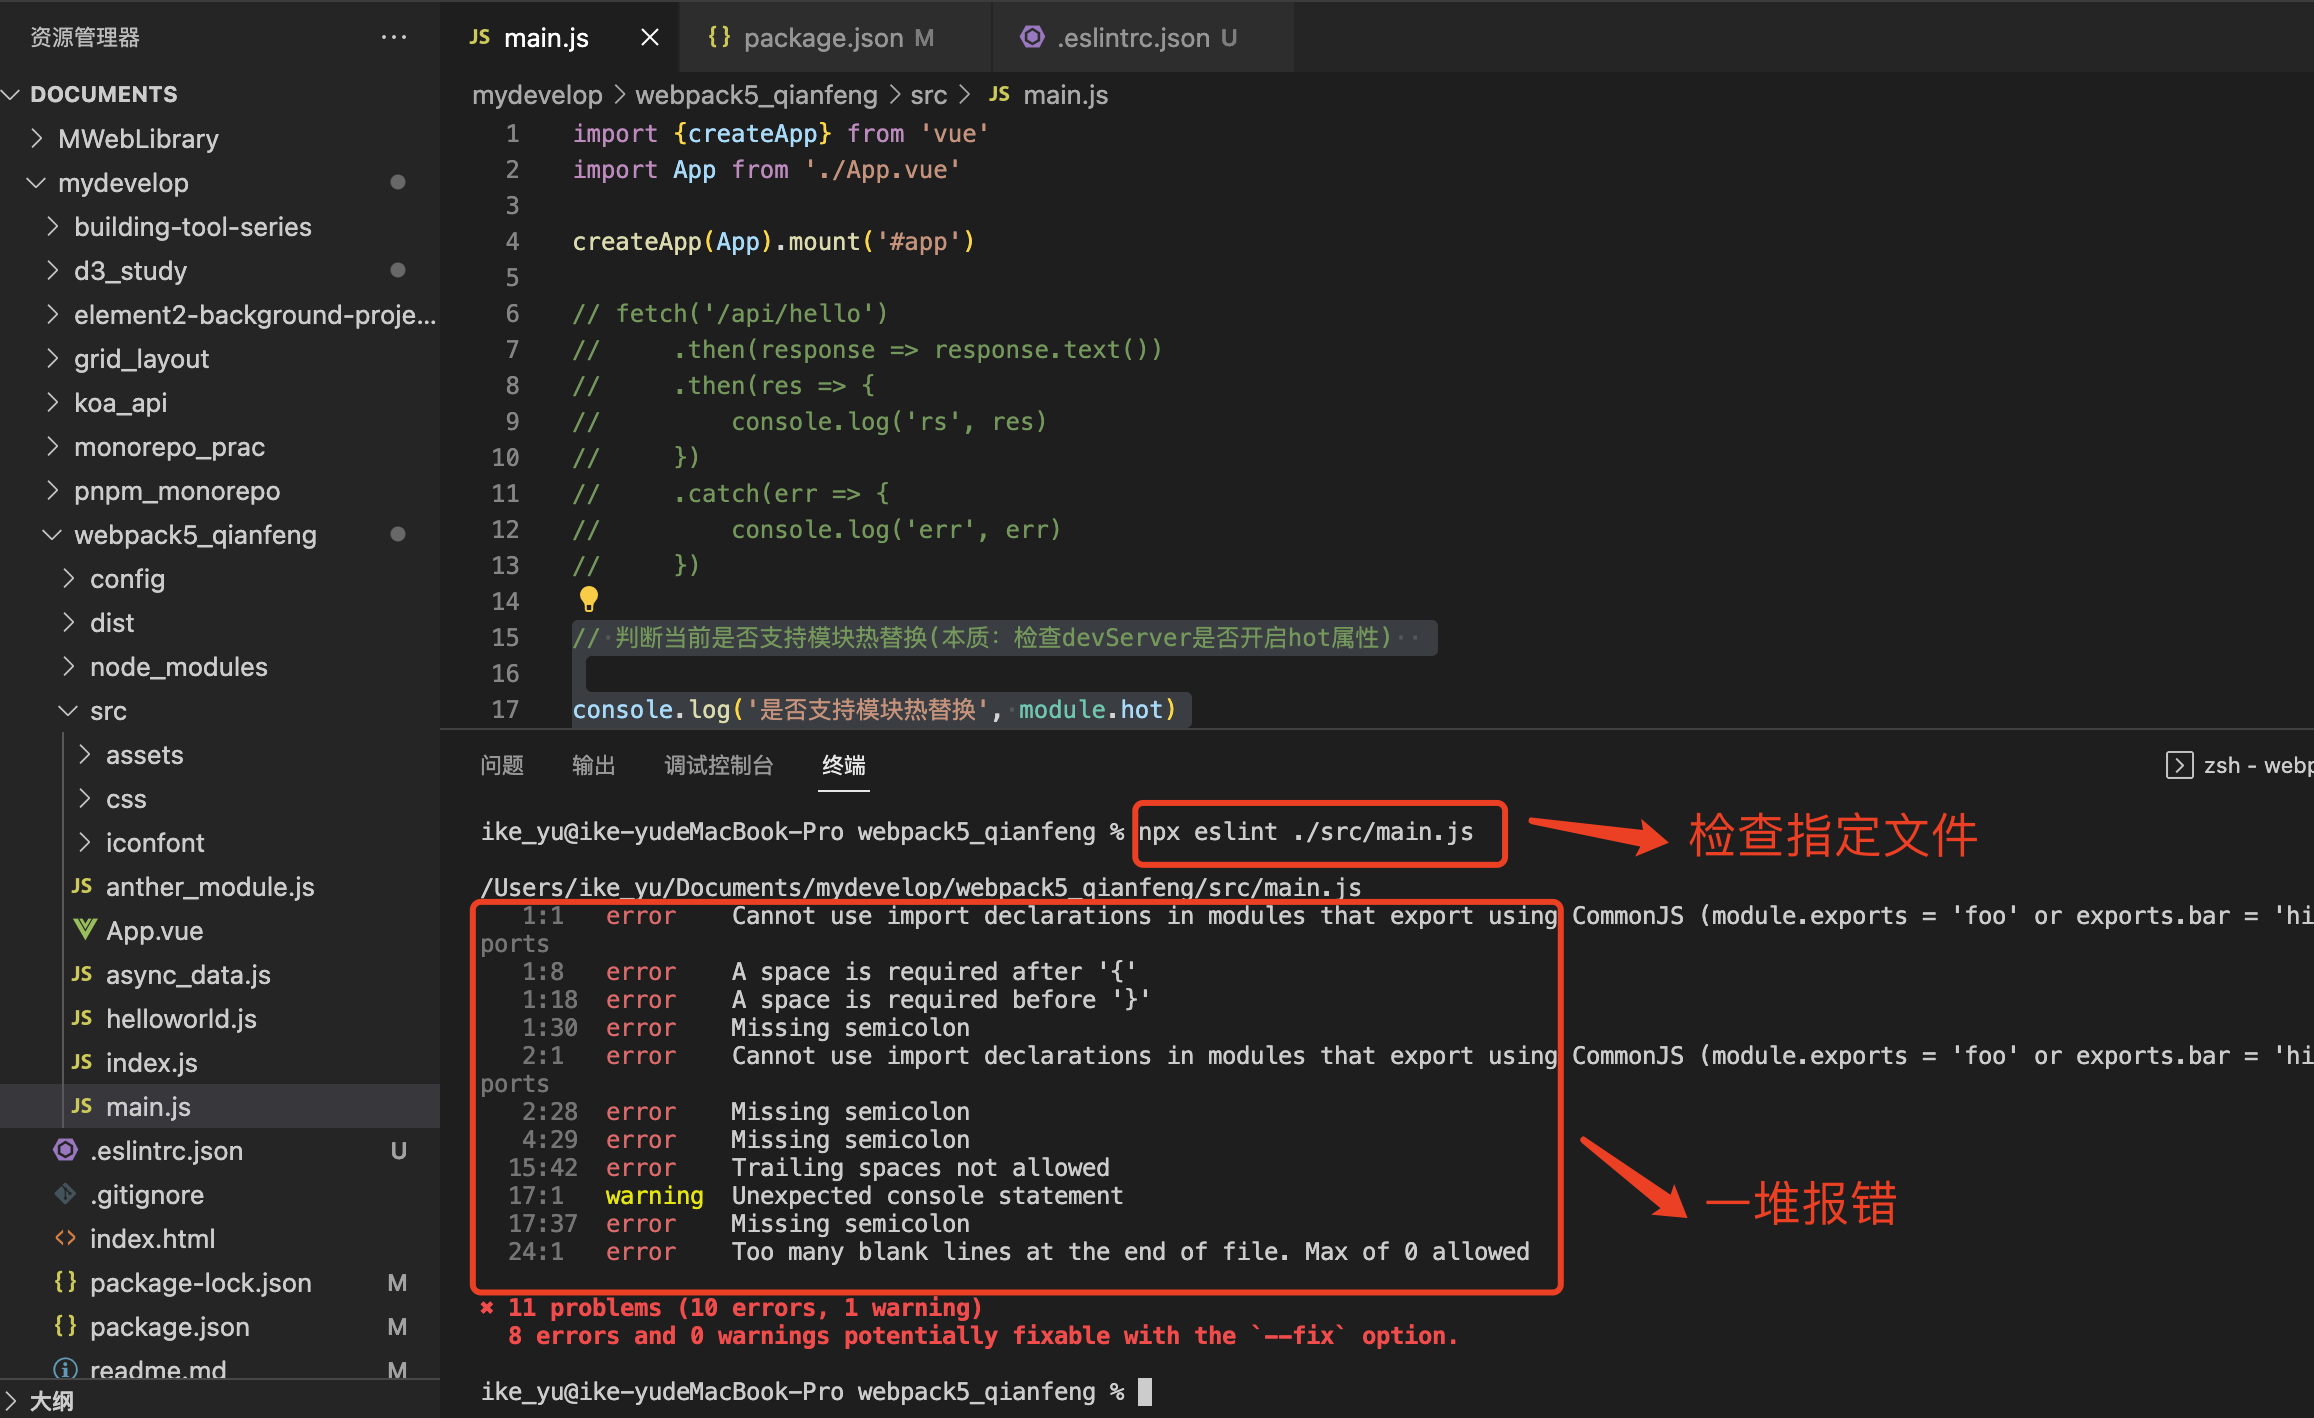 资源管理器 ···
DOCUMENTS
MWebLibrary
mydevelop
building-tool-series
d3_study
element2-background-proje...
grid_layout
koa_api
monorepo_prac
pnpm_monorepo
webpack5_qianfeng
config
dist
node_modules
src
assets
css
iconfont
JS anther_module.js
App.vue
JS async_data.js
JS helloworld.js
JS index.js
JS main.js
.eslintrc.json U
.gitignore
<> index.html
{} package-lock.json M
{} package.json M
readme.md M
大纲
JS main.js
{} package.json M
.eslintrc.json U
mydevelop > webpack5_qianfeng > src > JS main.js
1 import {createApp} from 'vue'
2 import App from './App.vue'
3
4 createApp(App).mount('#app')
5
6 // fetch('/api/hello')
7 //     .then(response => response.text())
8 //     .then(res => {
9 //         console.log('rs', res)
10 //     })
11 //     .catch(err => {
12 //         console.log('err', err)
13 //     })
14
15 // 判断当前是否支持模块热替换(本质：检查devServer是否开启hot属性)
16
17 console.log('是否支持模块热替换', module.hot)
问题 输出 调试控制台 终端
zsh - webp
ike_yu@ike-yudeMacBook-Pro webpack5_qianfeng % npx eslint ./src/main.js
检查指定文件
/Users/ike_yu/Documents/mydevelop/webpack5_qianfeng/src/main.js
1:1 error Cannot use import declarations in modules that export using CommonJS (module.exports = 'foo' or exports.bar = 'hi
ports
1:8 error A space is required after '{'
1:18 error A space is required before '}'
1:30 error Missing semicolon
2:1 error Cannot use import declarations in modules that export using CommonJS (module.exports = 'foo' or exports.bar = 'hi
ports
2:28 error Missing semicolon
4:29 error Missing semicolon
15:42 error Trailing spaces not allowed
17:1 warning Unexpected console statement
17:37 error Missing semicolon
24:1 error Too many blank lines at the end of file. Max of 0 allowed
一堆报错
✖ 11 problems (10 errors, 1 warning)
8 errors and 0 warnings potentially fixable with the `--fix` option.
ike_yu@ike-yudeMacBook-Pro webpack5_qianfeng %